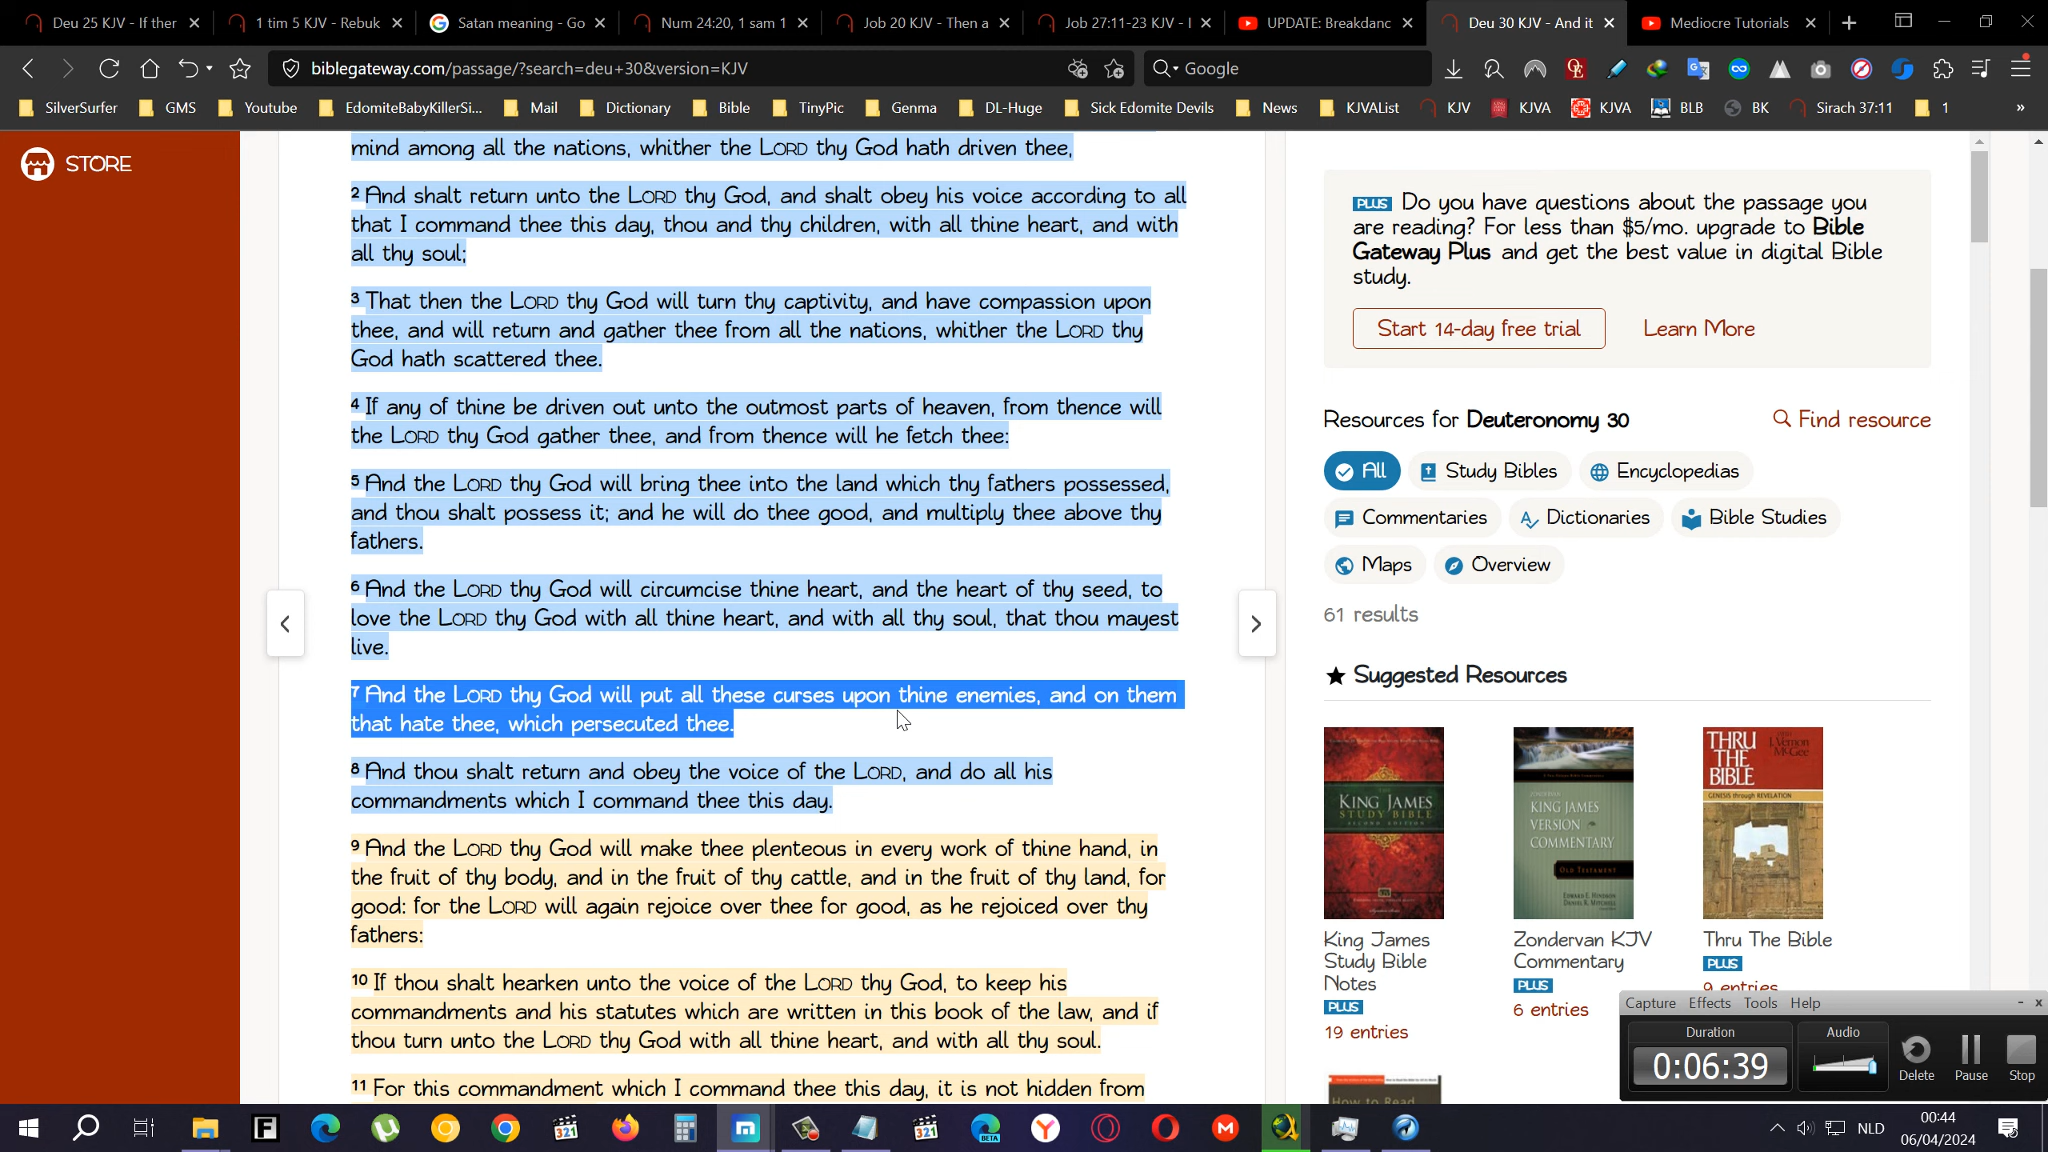 Deu 25 KJV - If ther
1 tim 5 KJV - Rebuk
Satan meaning - Go
Num 24:20, 1 sam 1
Job 20 KJV - Then a
Job 27:11-23 KJV - I
UPDATE: Breakdanc
Deu 30 KJV - And it
Mediocre Tutorials
biblegateway.com/passage/?search=deu+30&version=KJV
Google
SilverSurfer
GMS
Youtube
EdomiteBabyKillerSi...
Mail
Dictionary
Bible
TinyPic
Genma
DL-Huge
Sick Edomite Devils
News
KJVAList
KJV
KJVA
KJVA
BLB
BK
Sirach 37:11
1
»
STORE
mind among all the nations, whither the LORD thy God hath driven thee,
2 And shalt return unto the LORD thy God, and shalt obey his voice according to all
that I command thee this day, thou and thy children, with all thine heart, and with
all thy soul;
3 That then the LORD thy God will turn thy captivity, and have compassion upon
thee, and will return and gather thee from all the nations, whither the LORD thy
God hath scattered thee.
4 If any of thine be driven out unto the outmost parts of heaven, from thence will
the LORD thy God gather thee, and from thence will he fetch thee:
5 And the LORD thy God will bring thee into the land which thy fathers possessed,
and thou shalt possess it; and he will do thee good, and multiply thee above thy
fathers.
6 And the LORD thy God will circumcise thine heart, and the heart of thy seed, to
love the LORD thy God with all thine heart, and with all thy soul, that thou mayest
live.
7 And the LORD thy God will put all these curses upon thine enemies, and on them
that hate thee, which persecuted thee.
8 And thou shalt return and obey the voice of the LORD, and do all his
commandments which I command thee this day.
9 And the LORD thy God will make thee plenteous in every work of thine hand, in
the fruit of thy body, and in the fruit of thy cattle, and in the fruit of thy land, for
good: for the LORD will again rejoice over thee for good, as he rejoiced over thy
fathers:
10 If thou shalt hearken unto the voice of the LORD thy God, to keep his
commandments and his statutes which are written in this book of the law, and if
thou turn unto the LORD thy God with all thine heart, and with all thy soul.
11 For this commandment which I command thee this day, it is not hidden from
PLUS Do you have questions about the passage you
are reading? For less than $5/mo. upgrade to Bible
Gateway Plus and get the best value in digital Bible
study.
Start 14-day free trial
Learn More
Resources for Deuteronomy 30
Find resource
All
Study Bibles
Encyclopedias
Commentaries
Dictionaries
Bible Studies
Maps
Overview
61 results
Suggested Resources
KING JAMES
STUDY BIBLE
SECOND EDITION
KING JAMES
VERSION
COMMENTARY
OLD TESTAMENT
THRU
THE
BIBLE
J. Vernon
McGee
GENESIS through REVELATION
King James
Study Bible
Notes
PLUS
19 entries
Zondervan KJV
Commentary
PLUS
6 entries
Thru The Bible
PLUS
9 entries
How to Read
Capture
Effects
Tools
Help
Duration
0:06:39
Audio
Delete
Pause
Stop
321
321
BETA
NLD
00:44
06/04/2024